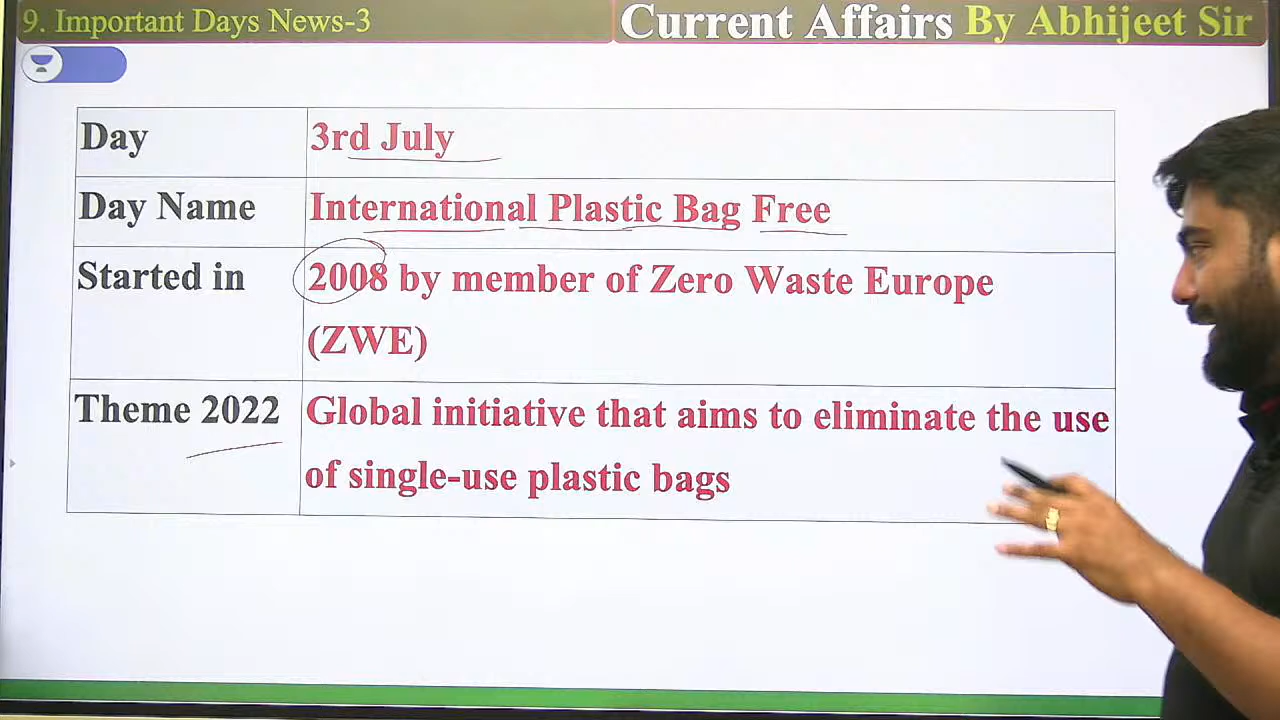 9. Important Days News-3
Current Affairs By Abhijeet Sir
Day
3rd July
Day Name
International Plastic Bag Free
Started in
2008 by member of Zero Waste Europe
(ZWE)
Theme 2022
Global initiative that aims to eliminate the use
of single-use plastic bags